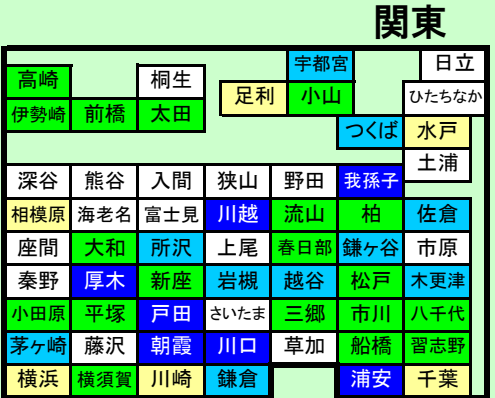 関東
宇都宮 日立
高崎 桐生 足利 小山 ひたちなか
伊勢崎 前橋 太田
つくば 水戸
土浦
深谷 熊谷 入間 狭山 野田 我孫子
相模原 海老名 富士見 川越 流山 柏 佐倉
座間 大和 所沢 上尾 春日部 鎌ヶ谷 市原
秦野 厚木 新座 岩槻 越谷 松戸 木更津
小田原 平塚 戸田 さいたま 三郷 市川 八千代
茅ヶ崎 藤沢 朝霞 川口 草加 船橋 習志野
横浜 横須賀 川崎 鎌倉 浦安 千葉